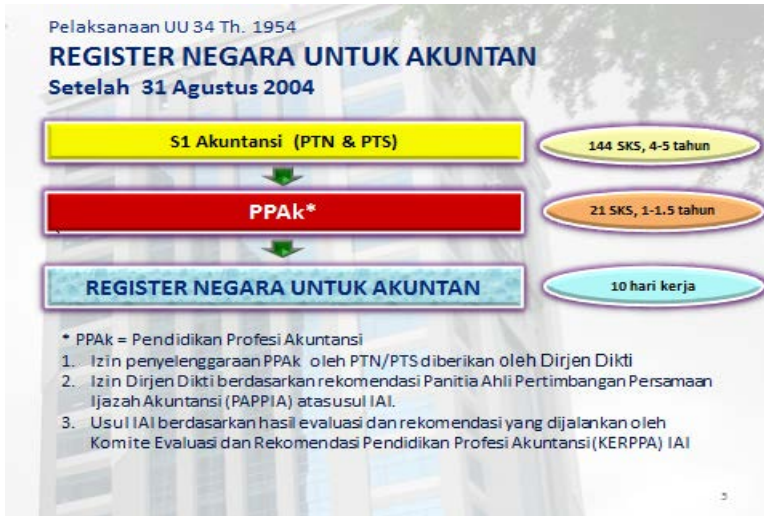 Pelaksanaan UU 34 Th. 1954
REGISTER NEGARA UNTUK AKUNTAN
Setelah 31 Agustus 2004
S1 Akuntansi (PTN & PTS)
144 SKS, 4-5 tahun
PPAk*
21 SKS, 1-1.5 tahun
REGISTER NEGARA UNTUK AKUNTAN
10 hari kerja
* PPAk = Pendidikan Profesi Akuntansi
1. Izin penyelenggaraan PPAk oleh PTN/PTS diberikan oleh Dirjen Dikti
2. Izin Dirjen Dikti berdasarkan rekomendasi Panitia Ahli Pertimbangan Persamaan
Ijazah Akuntansi (PAPPIA) atas usul IAI.
3. Usul IAI berdasarkan hasil evaluasi dan rekomendasi yang dijalankan oleh
Komite Evaluasi dan Rekomendasi Pendidikan Profesi Akuntansi (KERPPA) IAI